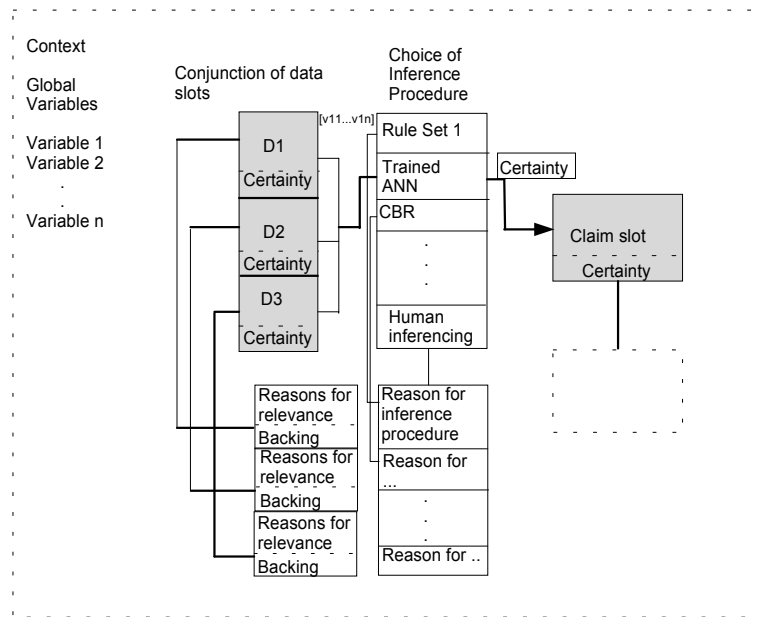 Context
Global
Variables
Variable 1
Variable 2
.
.
Variable n
Conjunction of data
slots
[v11...v1n]
D1
Certainty
D2
Certainty
D3
Certainty
Reasons for
relevance
Backing
Reasons for
relevance
Backing
Reasons for
relevance
Backing
Choice of
Inference
Procedure
Rule Set 1
Trained
ANN
CBR
.
.
.
Human
inferencing
Reason for
inference
procedure
Reason for
...
.
.
.
Reason for ..
Certainty
Claim slot
Certainty